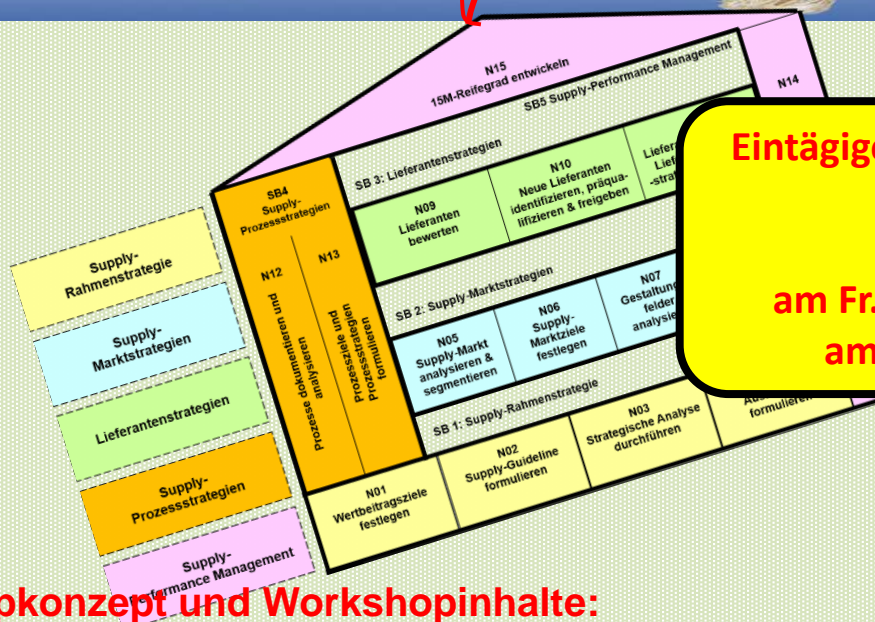 N15
15M-Reifegrad entwickeln
SB5 Supply-Performance Management
N14
SB4
Supply-
Prozessstrategien
N12
Prozesse dokumentieren und
analysieren
N13
Prozessziele und
Prozessstrategien
formulieren
SB 3: Lieferantenstrategien
N09
Lieferanten
bewerten
N10
Neue Lieferanten
identifizieren, präqua-
lifizieren & freigeben
SB 2: Supply-Marktstrategien
N05
Supply-Markt
analysieren &
segmentieren
N06
Supply-
Marktziele
festlegen
N07
SB 1: Supply-Rahmenstrategie
N01
Wertbeitragsziele
festlegen
N02
Supply-Guideline
formulieren
N03
Strategische Analyse
durchführen
formulieren
Supply-
Rahmenstrategie
Supply-
Marktstrategien
Lieferantenstrategien
Supply-
Prozessstrategien
Supply-
Performance Management
am Fr.
am
und Workshopinhalte: